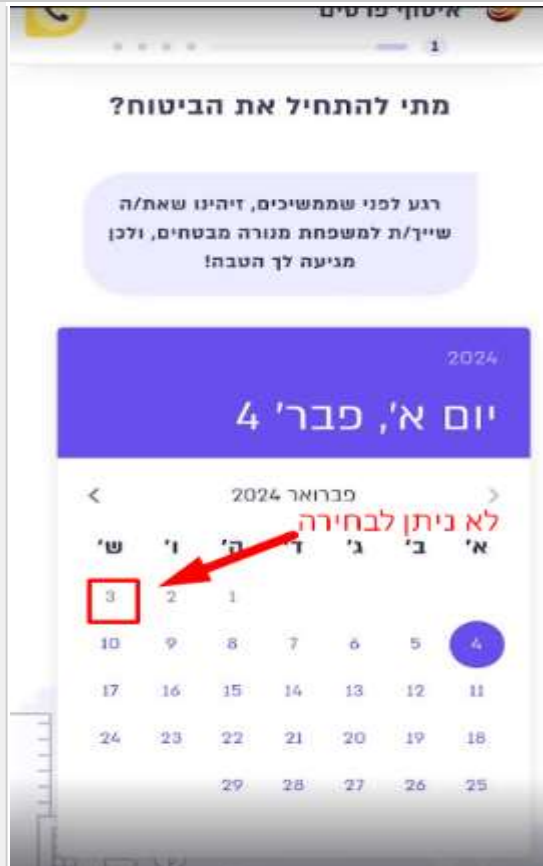 איסוף פרטים
1
מתי להתחיל את הביטוח?
רגע לפני שממשיכים, זיהינו שאת/ה
שייך/ת למשפחת מנורה מבטחים, ולכן
מגיעה לך הטבה!
2024
יום א', פבר' 4
פברואר 2024
לא ניתן לבחירה
א' ב' ג' ד' ה' ו' ש'
1 2 3
4 5 6 7 8 9 10
11 12 13 14 15 16 17
18 19 20 21 22 23 24
25 26 27 28 29